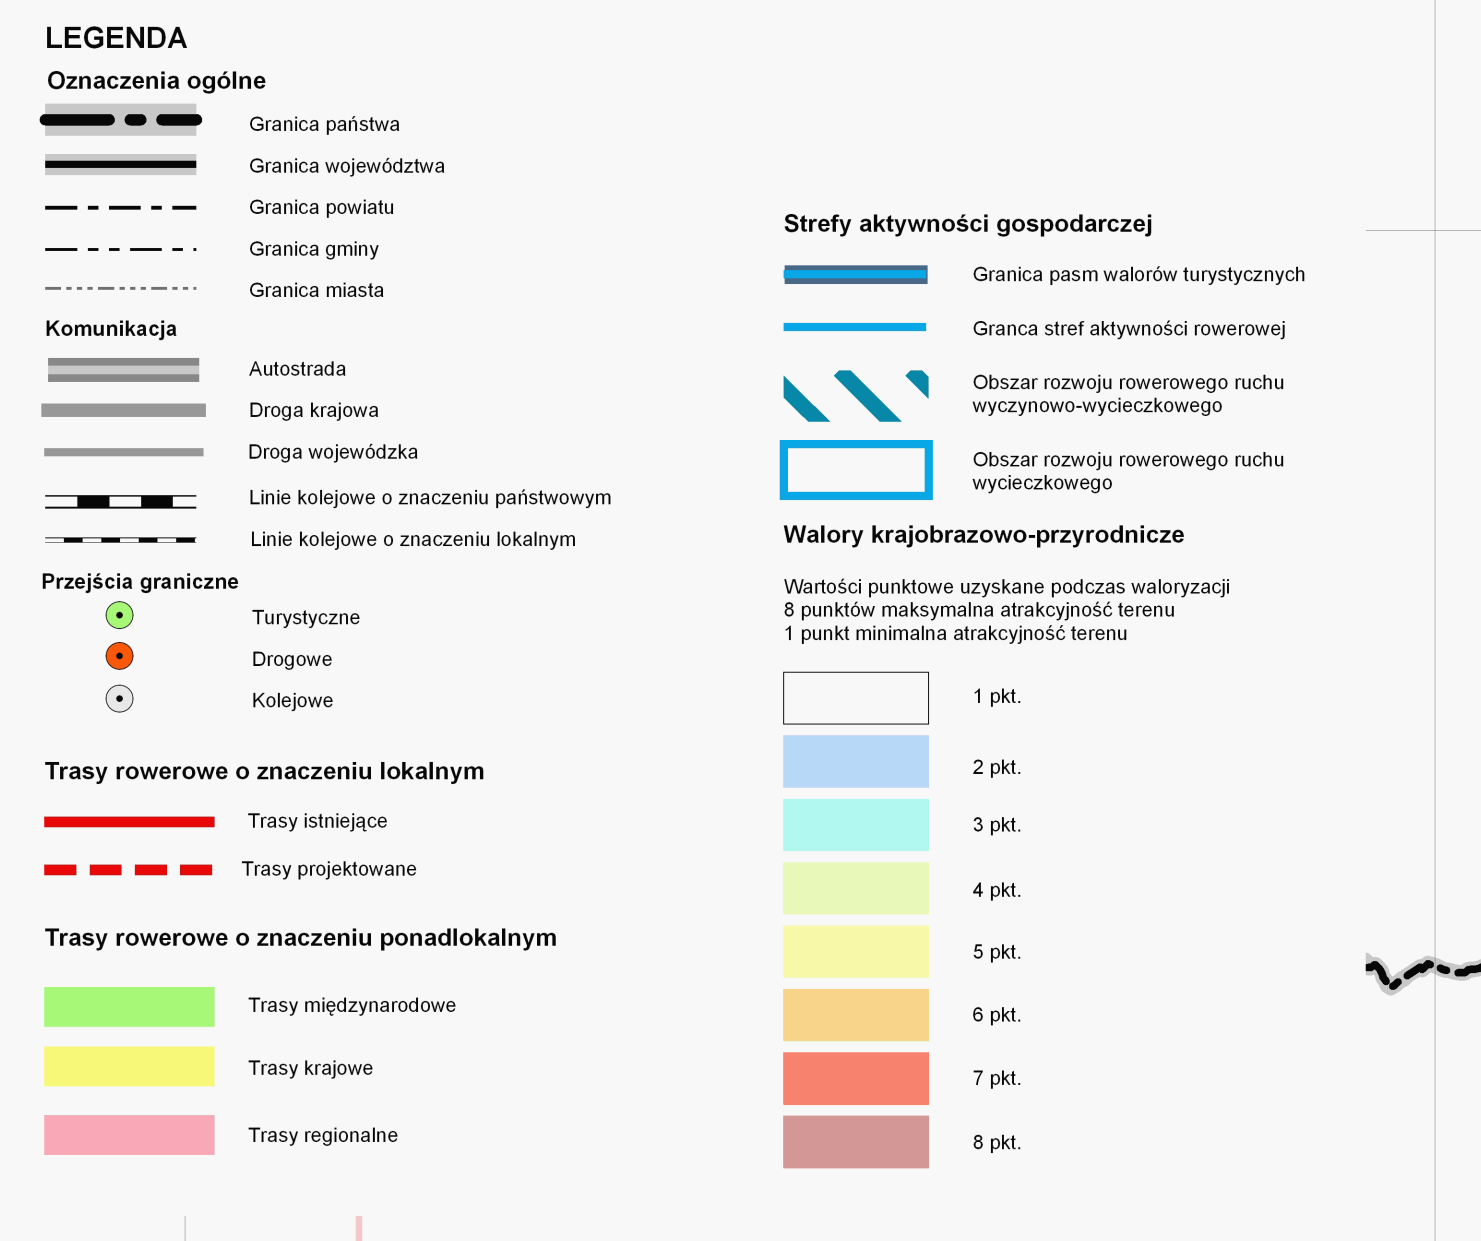 LEGENDA
Oznaczenia ogólne
Granica państwa
Granica województwa
Granica powiatu
Granica gminy
Granica miasta
Komunikacja
Autostrada
Droga krajowa
Droga wojewódzka
Linie kolejowe o znaczeniu państwowym
Linie kolejowe o znaczeniu lokalnym
Przejścia graniczne
Turystyczne
Drogowe
Kolejowe
Trasy rowerowe o znaczeniu lokalnym
Trasy istniejące
Trasy projektowane
Trasy rowerowe o znaczeniu ponadlokalnym
Trasy międzynarodowe
Trasy krajowe
Trasy regionalne
Strefy aktywności gospodarczej
Granica pasm walorów turystycznych
Granca stref aktywności rowerowej
Obszar rozwoju rowerowego ruchu
wyczynowo-wycieczkowego
Obszar rozwoju rowerowego ruchu
wycieczkowego
Walory krajobrazowo-przyrodnicze
Wartości punktowe uzyskane podczas waloryzacji
8 punktów maksymalna atrakcyjność terenu
1 punkt minimalna atrakcyjność terenu
1 pkt.
2 pkt.
3 pkt.
4 pkt.
5 pkt.
6 pkt.
7 pkt.
8 pkt.